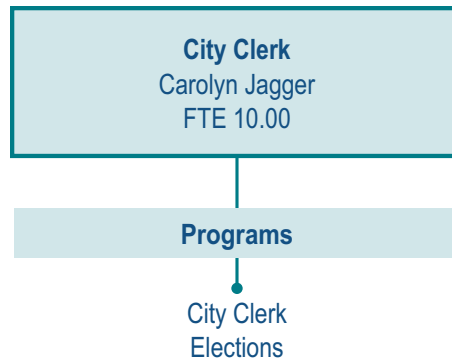 City Clerk
Carolyn Jagger
FTE 10.00
Programs
City Clerk
Elections